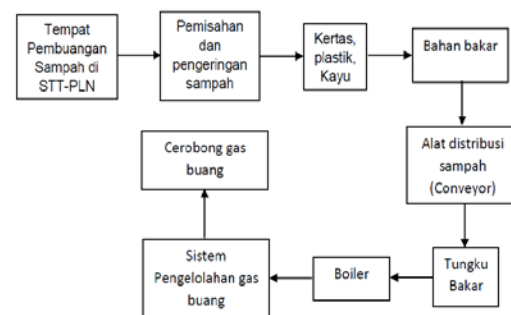 Tempat
Pembuangan
Sampah di
STT-PLN
Pemisahan
dan
pengeringan
sampah
Kertas,
plastik,
Kayu
Bahan bakar
Alat distribusi
sampah
(Conveyor)
Tungku
Bakar
Boiler
Sistem
Pengelolahan gas
buang
Cerobong gas
buang